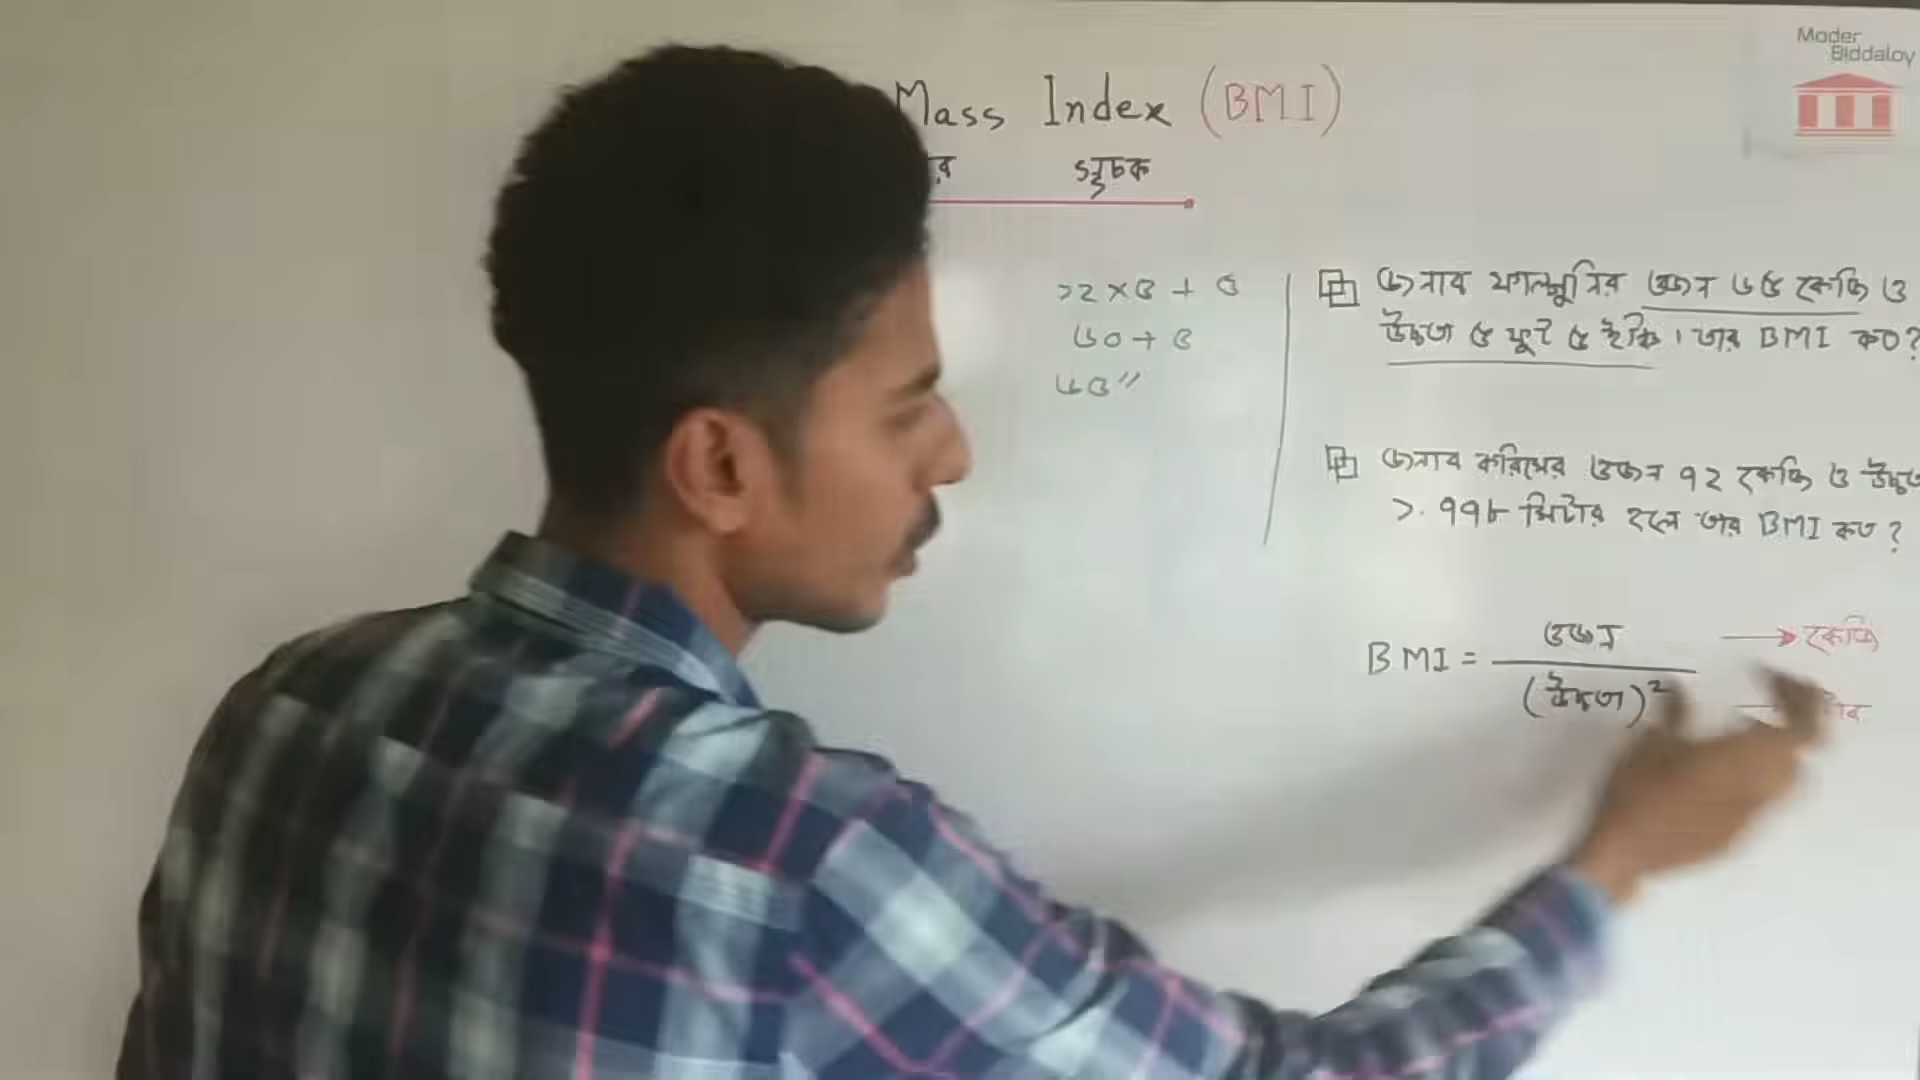 Moder
Biddaloy
Mass Index (BMI)
র সূচক
১২×৫ + ৫
৬০+ ৫
৬৫"
জনাব ফাল্গুনির ওজন ৬৫ কেজি ও
উচ্চতা ৫ ফুট ৫ ইঞ্চি। তার BMI কত?
জনাব করিমের ওজন ৭২ কেজি ও
১.৭৭৮ মিটার হলে তার BMI কত?
BMI = ওজন → কেজি
(উচ্চতা)²